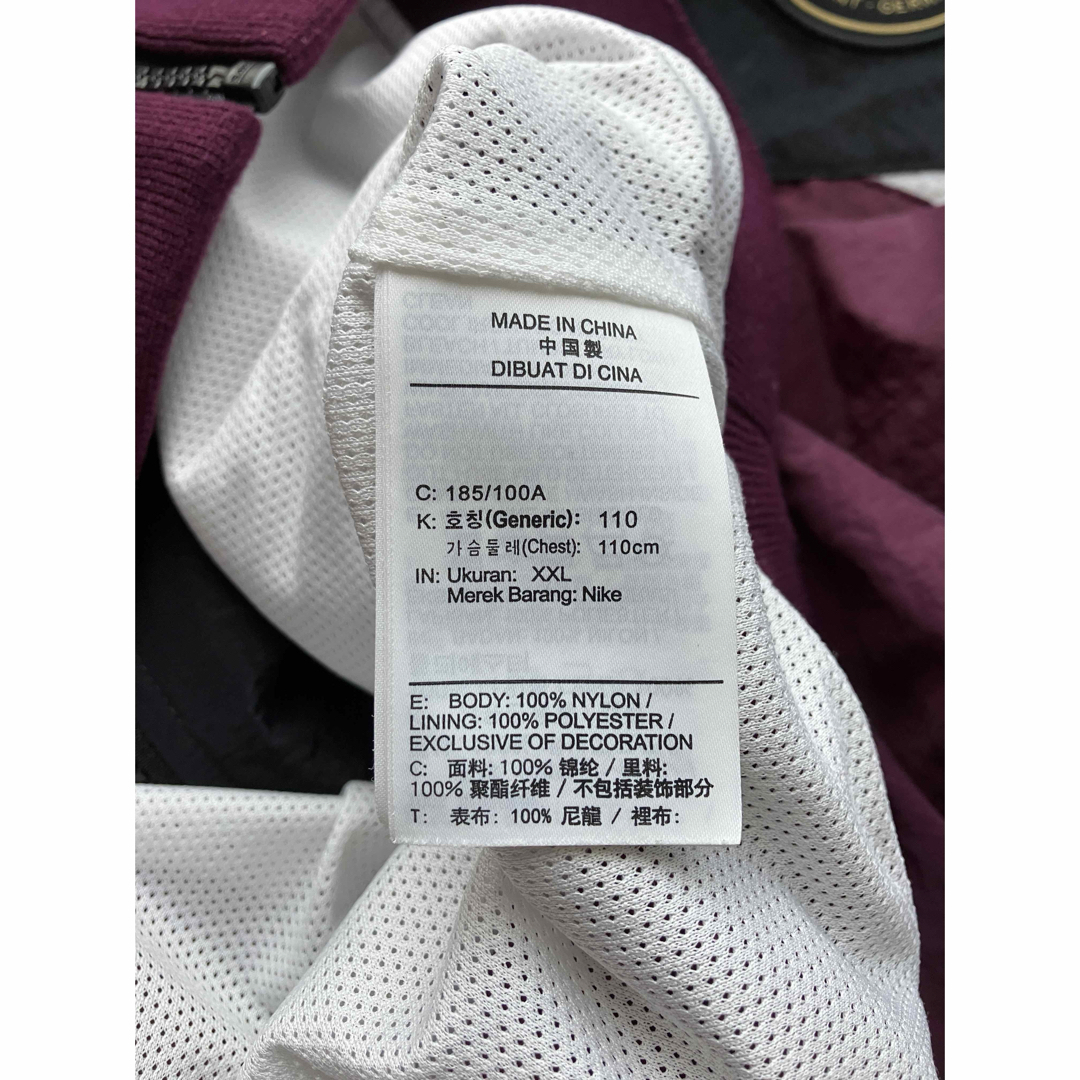 MADE IN CHINA
中国製
DIBUAT DI CINA
C: 185/100A
K: 호칭(Generic): 110
가슴둘레(Chest): 110cm
IN: Ukuran: XXL
Merek Barang: Nike
E: BODY: 100% NYLON /
LINING: 100% POLYESTER /
EXCLUSIVE OF DECORATION
C: 面料: 100% 锦纶 / 里料:
100% 聚酯纤维 / 不包括装饰部分
T: 表布: 100% 尼龍 / 裡布: